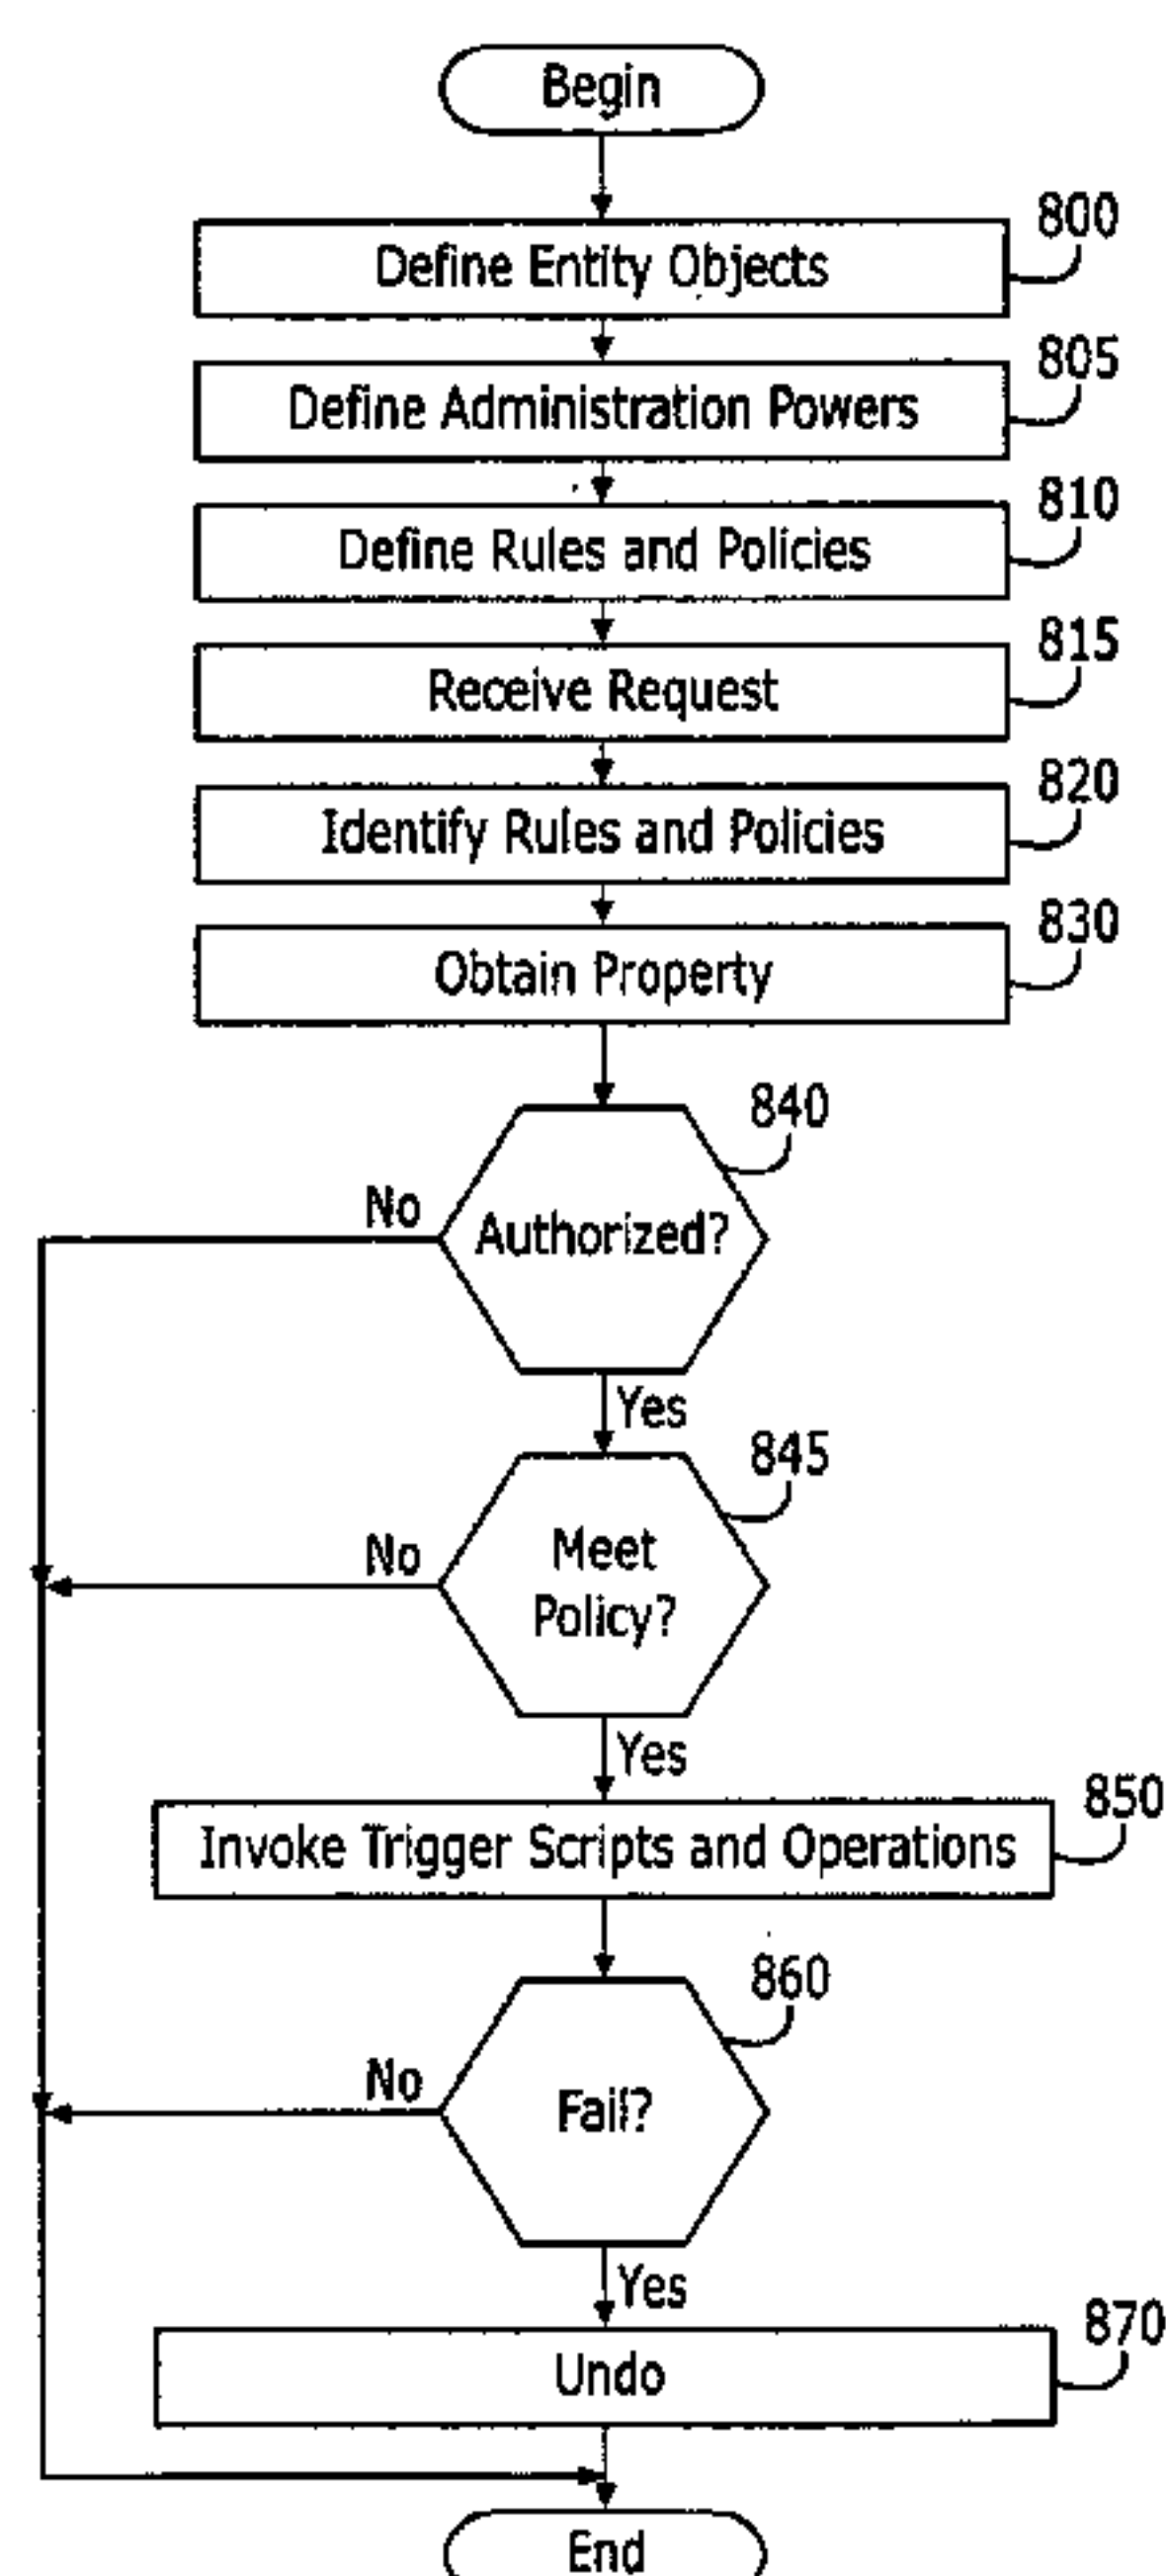 Begin
800
Define Entity Objects
805
Define Administration Powers
810
Define Rules and Policies
815
Receive Request
820
Identify Rules and Policies
830
Obtain Property
840
No
Authorized?
Yes
845
No
Meet
Policy?
Yes
850
Invoke Trigger Scripts and Operations
860
No
Fail?
Yes
870
Undo
End